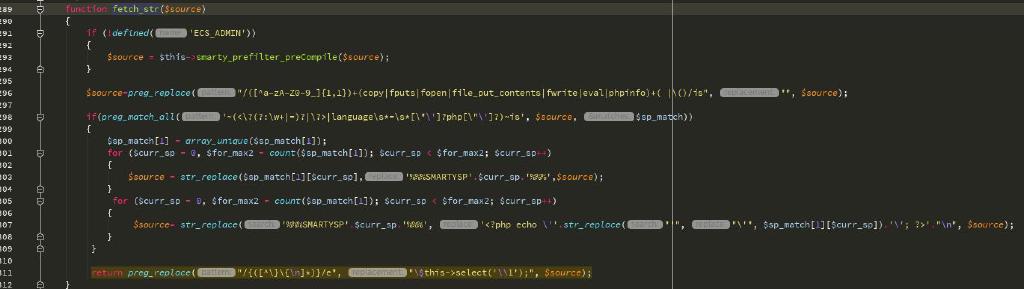 289 function fetch_str($source)
290 {
291 if (!defined( name: 'ECS_ADMIN'))
292 {
293 $source = $this->smarty_prefilter_preCompile($source);
294 }
295
296 $source=preg_replace( pattern: "/([^a-zA-Z0-9_]{1,1})+(copy|fputs|fopen|file_put_contents|fwrite|eval|phpinfo)+( |\()/is", replacement: "", $source);
297
298 if(preg_match_all( pattern: '~(<\?(?:\w+|=)?|\?>|language\s*=\s*[\"\']?php[\"\']?)~is', $source, &matches: $sp_match))
299 {
300 $sp_match[1] = array_unique($sp_match[1]);
301 for ($curr_sp = 0, $for_max2 = count($sp_match[1]); $curr_sp < $for_max2; $curr_sp++)
302 {
303 $source = str_replace($sp_match[1][$curr_sp], replace: '%%%SMARTYSP'.$curr_sp.'%%%',$source);
304 }
305 for ($curr_sp = 0, $for_max2 = count($sp_match[1]); $curr_sp < $for_max2; $curr_sp++)
306 {
307 $source= str_replace( search: '%%%SMARTYSP'.$curr_sp.'%%%', replace: '<?php echo \''.str_replace( search: "'", replace: "\'", $sp_match[1][$curr_sp]).'\'; ?>'."\n", $source);
308 }
309 }
310
311 return preg_replace( pattern: "/{([^\}\{\n]*)}/e", replacement: "\$this->select('\\1');", $source);
312 }